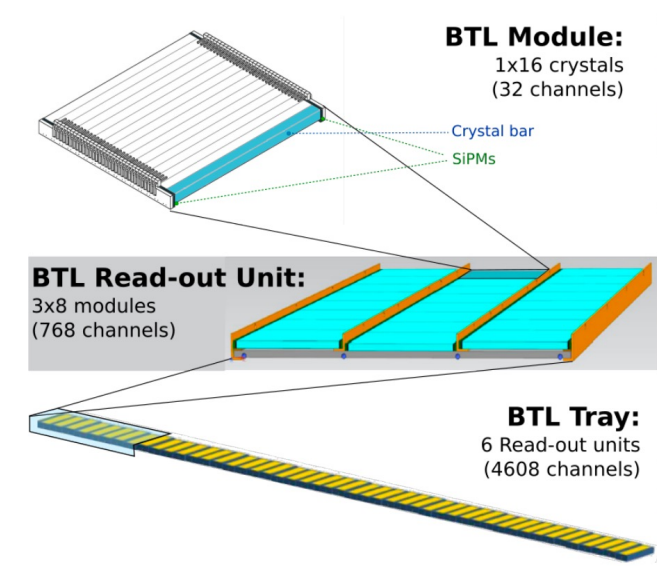 BTL Module:
1x16 crystals
(32 channels)
Crystal bar
SiPMs
BTL Read-out Unit:
3x8 modules
(768 channels)
BTL Tray:
6 Read-out units
(4608 channels)